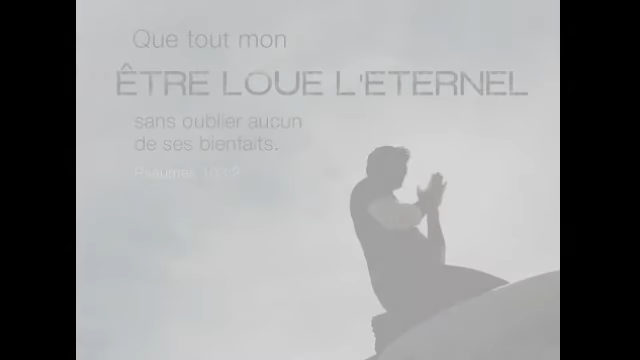 Que tout mon
ÊTRE LOUE L'ETERNEL
sans oublier aucun
de ses bienfaits.
Psaumes 103:2